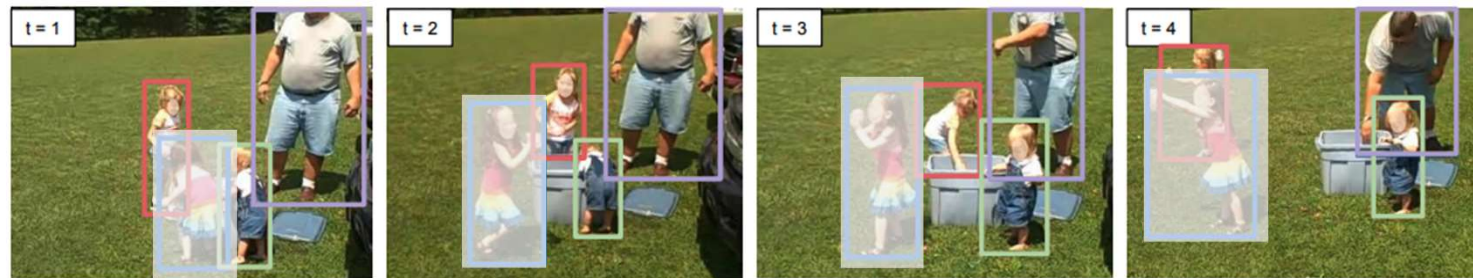 t = 1
t = 2
t = 3
t = 4